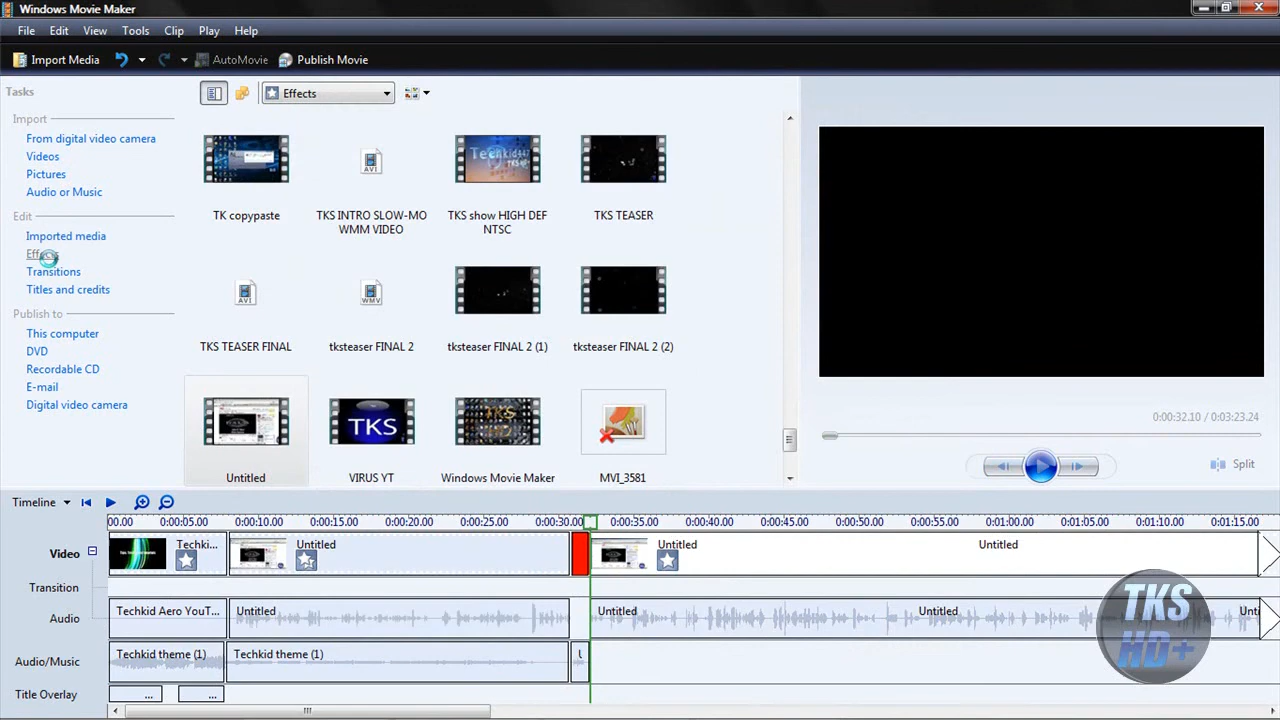 Windows Movie Maker
File Edit View Tools Clip Play Help
Import Media AutoMovie Publish Movie
Tasks
Import
From digital video camera
Videos
Pictures
Audio or Music
Edit
Imported media
Effects
Transitions
Titles and credits
Publish to
This computer
DVD
Recordable CD
E-mail
Digital video camera
Effects
TK copypaste
AVI
TKS INTRO SLOW-MO
WMM VIDEO
Techkid447
TKS
TKS show HIGH DEF
NTSC
TKS TEASER
AVI
TKS TEASER FINAL
WMV
tksteaser FINAL 2
tksteaser FINAL 2 (1)
tksteaser FINAL 2 (2)
Untitled
TKS
VIRUS YT
TKS
HD
Windows Movie Maker
MVI_3581
0:00:32.10 / 0:03:23.24
Split
Timeline
00.00 0:00:05.00 0:00:10.00 0:00:15.00 0:00:20.00 0:00:25.00 0:00:30.00 0:00:35.00 0:00:40.00 0:00:45.00 0:00:50.00 0:00:55.00 0:01:00.00 0:01:05.00 0:01:10.00 0:01:15.00
Video Techki... Untitled Untitled Untitled
Transition
Audio Techkid Aero YouT... Untitled Untitled Untitled Unti
Audio/Music Techkid theme (1) Techkid theme (1) U
Title Overlay ... ...
TKS
HD+